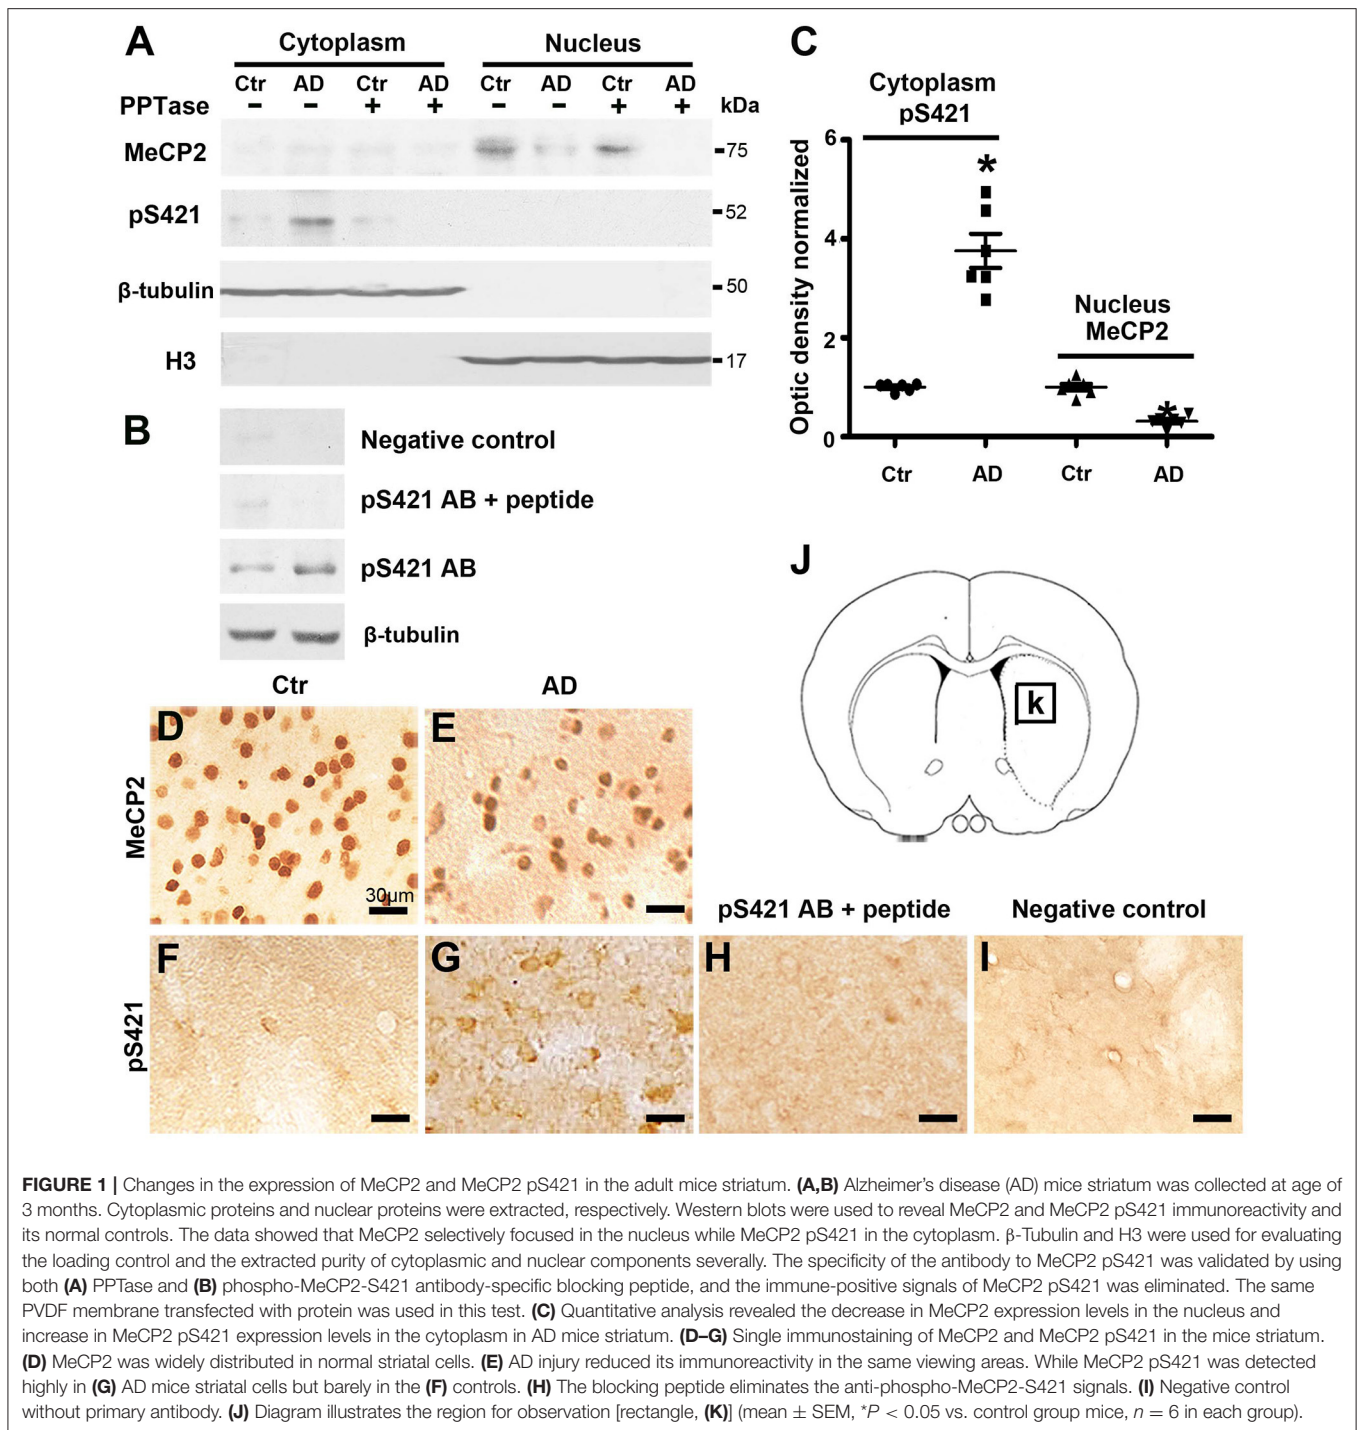 A
Cytoplasm Nucleus
Ctr AD Ctr AD Ctr AD Ctr AD
PPTase − − + + − − + + kDa
MeCP2 75
pS421 52
β-tubulin 50
H3 17
B
Negative control
pS421 AB + peptide
pS421 AB
β-tubulin
C
Cytoplasm
pS421
Nucleus
MeCP2
Optic density normalized
6
4
2
0
*
*
Ctr AD Ctr AD
J
k
Ctr AD
MeCP2
D E
30μm
pS421 AB + peptide Negative control
pS421
F G H I
FIGURE 1 | Changes in the expression of MeCP2 and MeCP2 pS421 in the adult mice striatum. (A,B) Alzheimer's disease (AD) mice striatum was collected at age of
3 months. Cytoplasmic proteins and nuclear proteins were extracted, respectively. Western blots were used to reveal MeCP2 and MeCP2 pS421 immunoreactivity and
its normal controls. The data showed that MeCP2 selectively focused in the nucleus while MeCP2 pS421 in the cytoplasm. β-Tubulin and H3 were used for evaluating
the loading control and the extracted purity of cytoplasmic and nuclear components severally. The specificity of the antibody to MeCP2 pS421 was validated by using
both (A) PPTase and (B) phospho-MeCP2-S421 antibody-specific blocking peptide, and the immune-positive signals of MeCP2 pS421 was eliminated. The same
PVDF membrane transfected with protein was used in this test. (C) Quantitative analysis revealed the decrease in MeCP2 expression levels in the nucleus and
increase in MeCP2 pS421 expression levels in the cytoplasm in AD mice striatum. (D–G) Single immunostaining of MeCP2 and MeCP2 pS421 in the mice striatum.
(D) MeCP2 was widely distributed in normal striatal cells. (E) AD injury reduced its immunoreactivity in the same viewing areas. While MeCP2 pS421 was detected
highly in (G) AD mice striatal cells but barely in the (F) controls. (H) The blocking peptide eliminates the anti-phospho-MeCP2-S421 signals. (I) Negative control
without primary antibody. (J) Diagram illustrates the region for observation [rectangle, (K)] (mean ± SEM, *P < 0.05 vs. control group mice, n = 6 in each group).